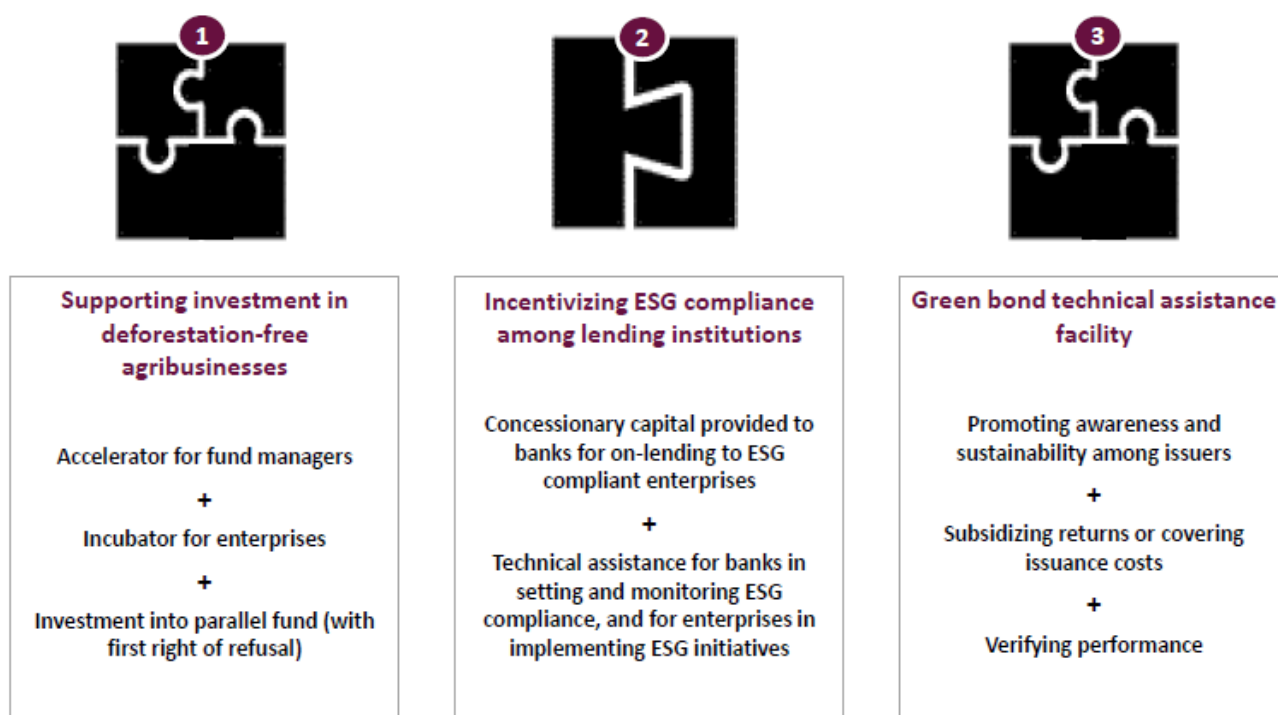 1
Supporting investment in
deforestation-free
agribusinesses
Accelerator for fund managers
+
Incubator for enterprises
+
Investment into parallel fund (with
first right of refusal)
2
Incentivizing ESG compliance
among lending institutions
Concessionary capital provided to
banks for on-lending to ESG
compliant enterprises
+
Technical assistance for banks in
setting and monitoring ESG
compliance, and for enterprises in
implementing ESG initiatives
3
Green bond technical assistance
facility
Promoting awareness and
sustainability among issuers
+
Subsidizing returns or covering
issuance costs
+
Verifying performance